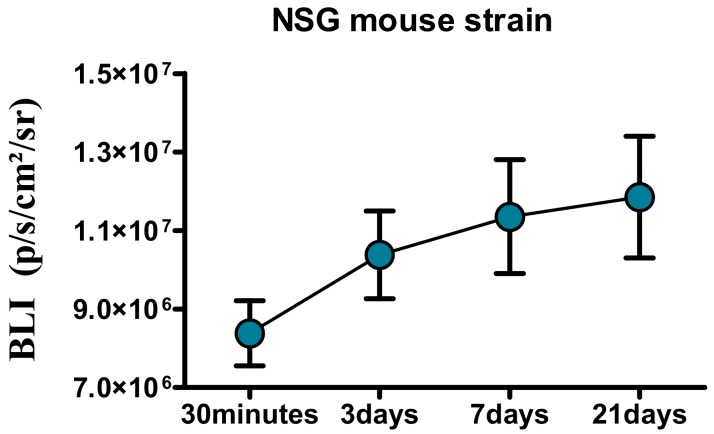 NSG mouse strain
1.5×10⁷
1.3×10⁷
1.1×10⁷
9.0×10⁶
7.0×10⁶
BLI (p/s/cm²/sr)
30minutes 3days 7days 21days